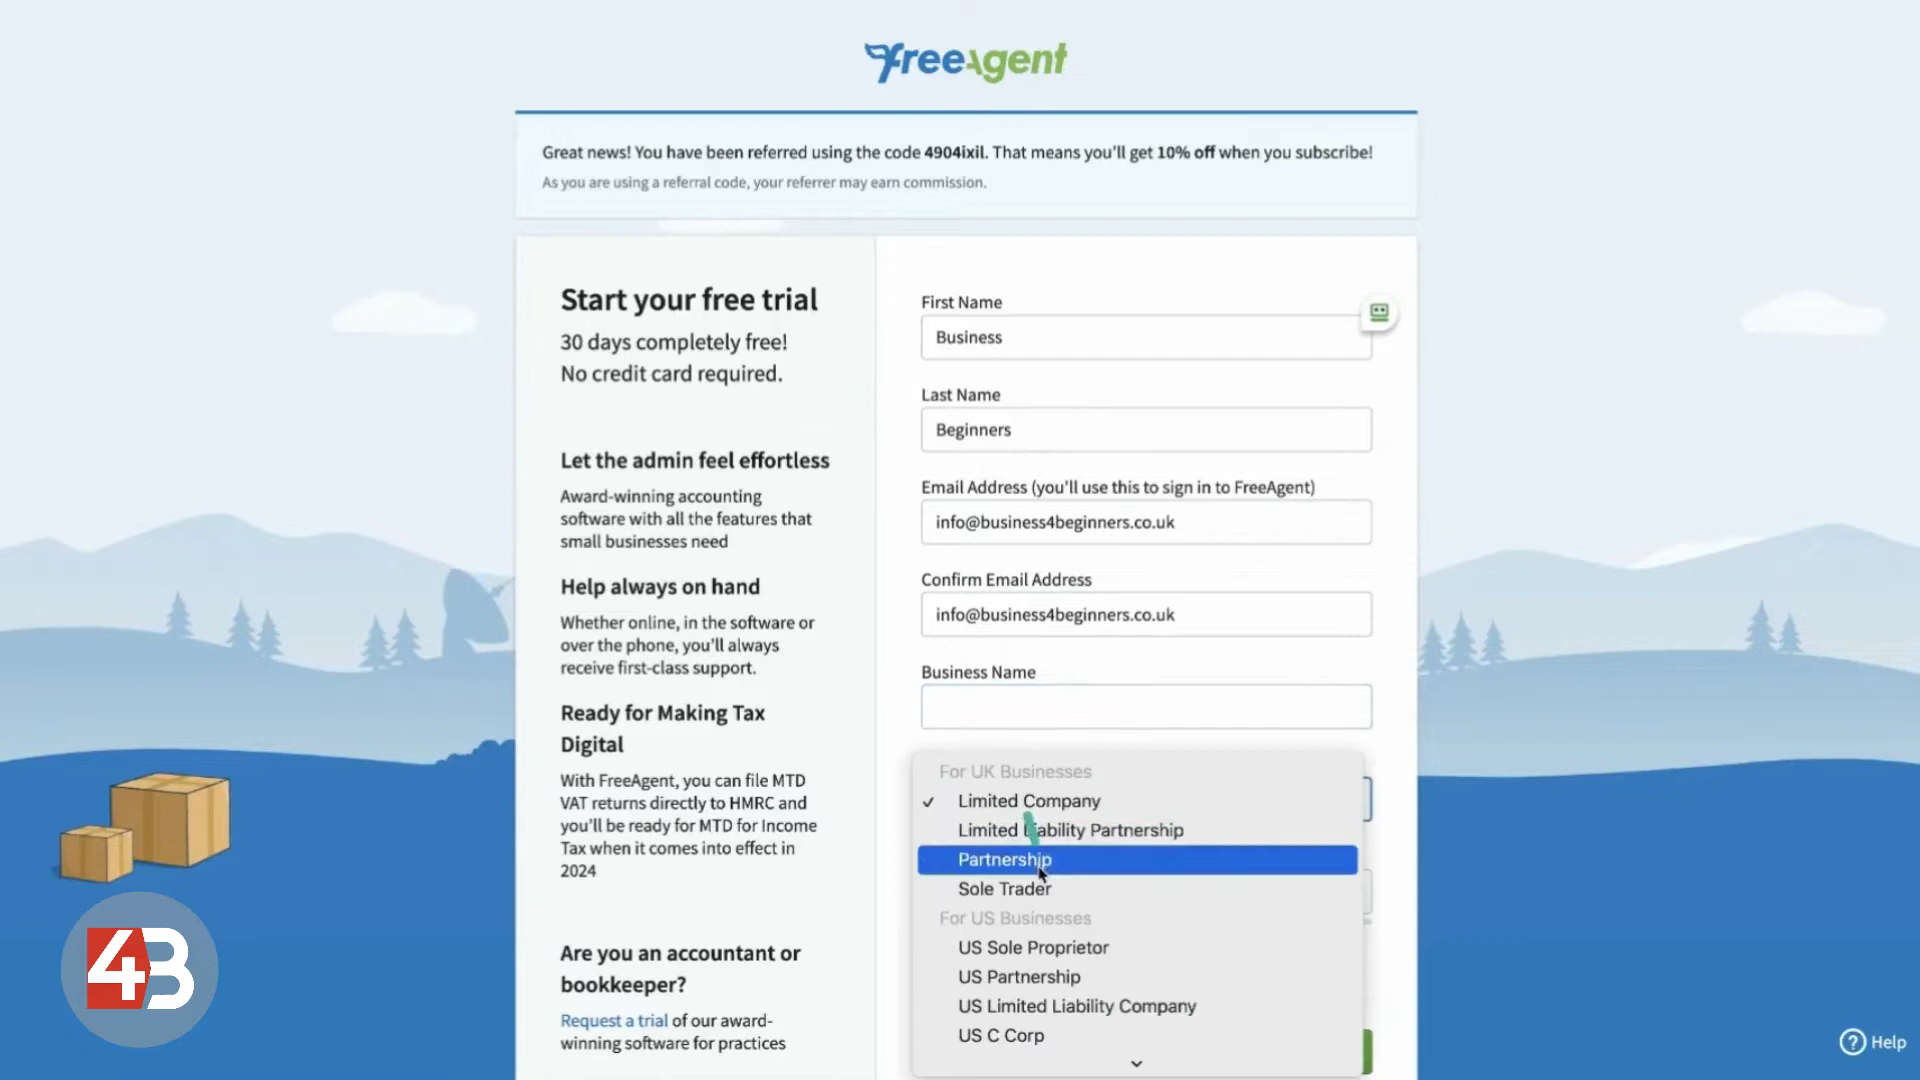 freeAgent
Great news! You have been referred using the code 4904ixil. That means you'll get 10% off when you subscribe!
As you are using a referral code, your referrer may earn commission.
Start your free trial
30 days completely free!
No credit card required.
Let the admin feel effortless
Award-winning accounting
software with all the features that
small businesses need
Help always on hand
Whether online, in the software or
over the phone, you'll always
receive first-class support.
Ready for Making Tax
Digital
With FreeAgent, you can file MTD
VAT returns directly to HMRC and
you'll be ready for MTD for Income
Tax when it comes into effect in
2024
Are you an accountant or
bookkeeper?
Request a trial of our award-
winning software for practices
First Name
Business
Last Name
Beginners
Email Address (you'll use this to sign in to FreeAgent)
info@business4beginners.co.uk
Confirm Email Address
info@business4beginners.co.uk
Business Name
For UK Businesses
✓ Limited Company
Limited Liability Partnership
Partnership
Sole Trader
For US Businesses
US Sole Proprietor
US Partnership
US Limited Liability Company
US C Corp
4B
? Help